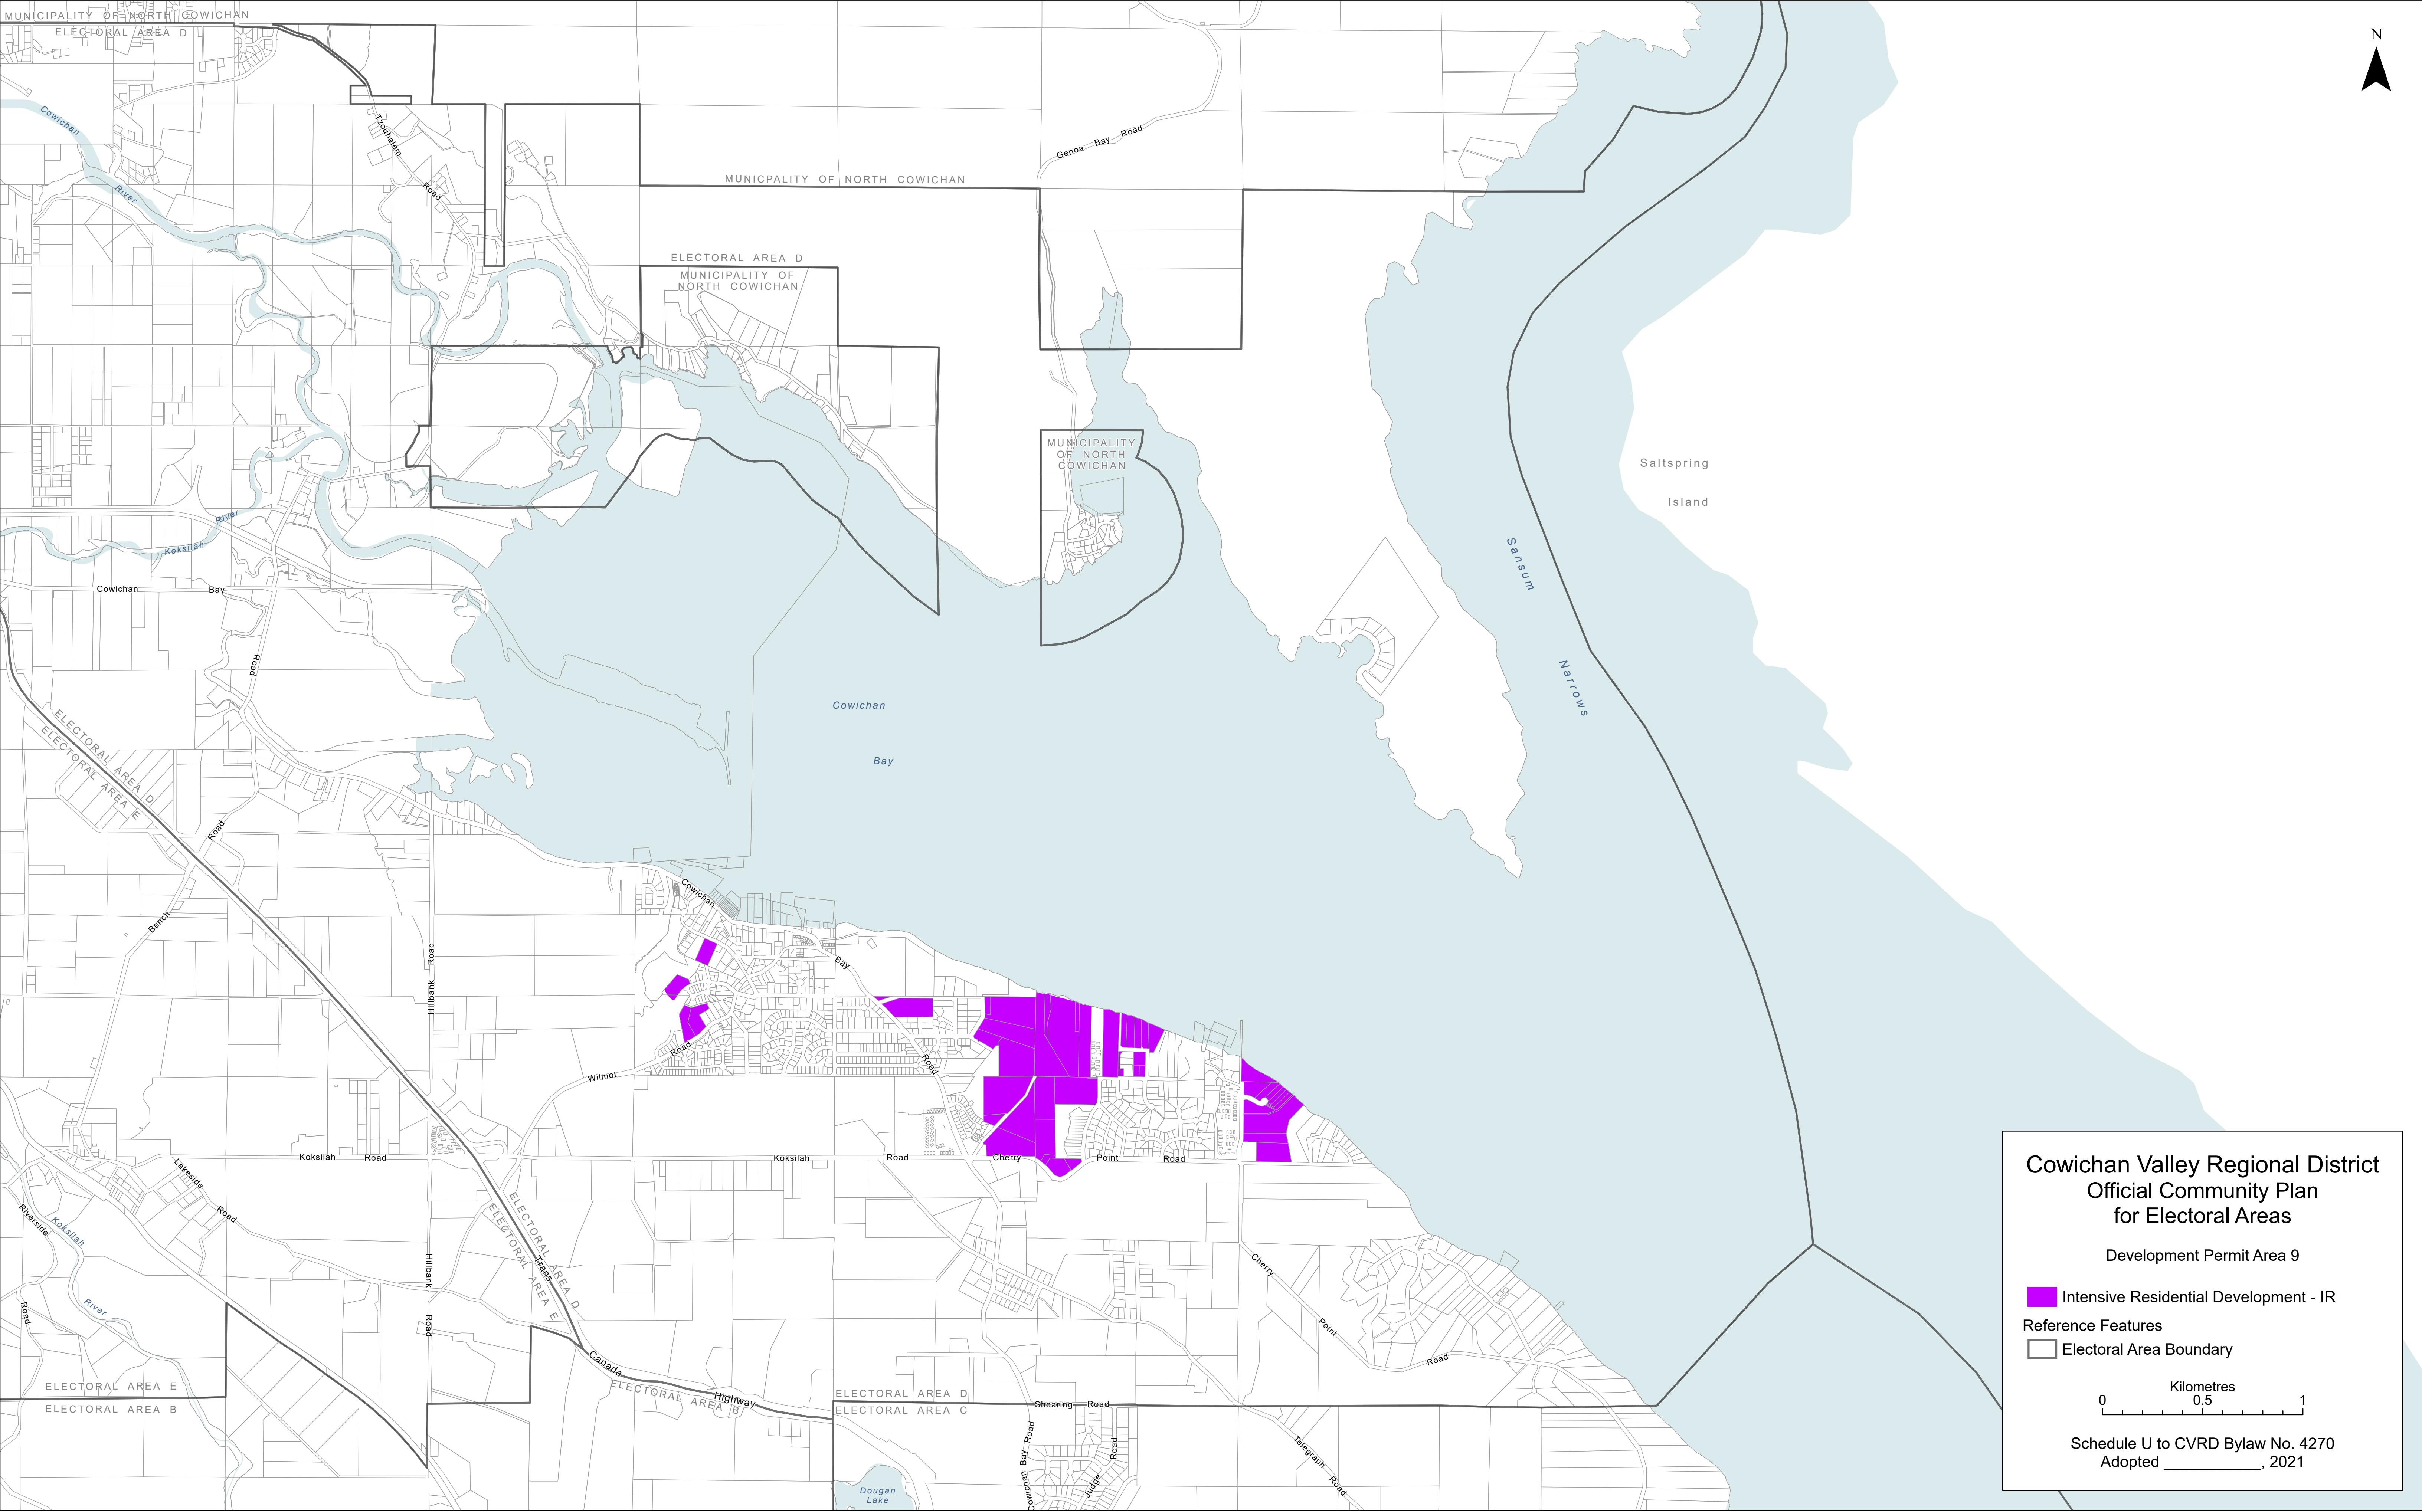 MUNICIPALITY OF NORTH COWICHAN
ELECTORAL AREA D
N
Cowichan
River
Tzouhalem
Road
Genoa Bay Road
MUNICPALITY OF NORTH COWICHAN
ELECTORAL AREA D
MUNICIPALITY OF
NORTH COWICHAN
MUNICIPALITY
OF NORTH
COWICHAN
Saltspring
Island
Sansum
Narrows
River
Koksilah
Cowichan
Bay
Road
Cowichan
Bay
ELECTORAL AREA D
ELECTORAL AREA E
Road
Bench
Hillbank Road
Cowichan
Bay
Road
Road
Wilmot
Koksilah Road
Koksilah Road
Cherry Point Road
Lakeside
Road
Riverside
Road
Koksilah
River
Hillbank
Road
ELECTORAL AREA D
ELECTORAL AREA E
Trans
Canada
Highway
ELECTORAL AREA B
ELECTORAL AREA E
ELECTORAL AREA B
ELECTORAL AREA D
ELECTORAL AREA C
Cherry
Point
Road
Shearing Road
Cowichan Bay Road
Judge
Road
Telegraph
Road
Dougan
Lake
Cowichan Valley Regional District
Official Community Plan
for Electoral Areas
Development Permit Area 9
Intensive Residential Development - IR
Reference Features
Electoral Area Boundary
Kilometres
0 0.5 1
Schedule U to CVRD Bylaw No. 4270
Adopted ____________, 2021